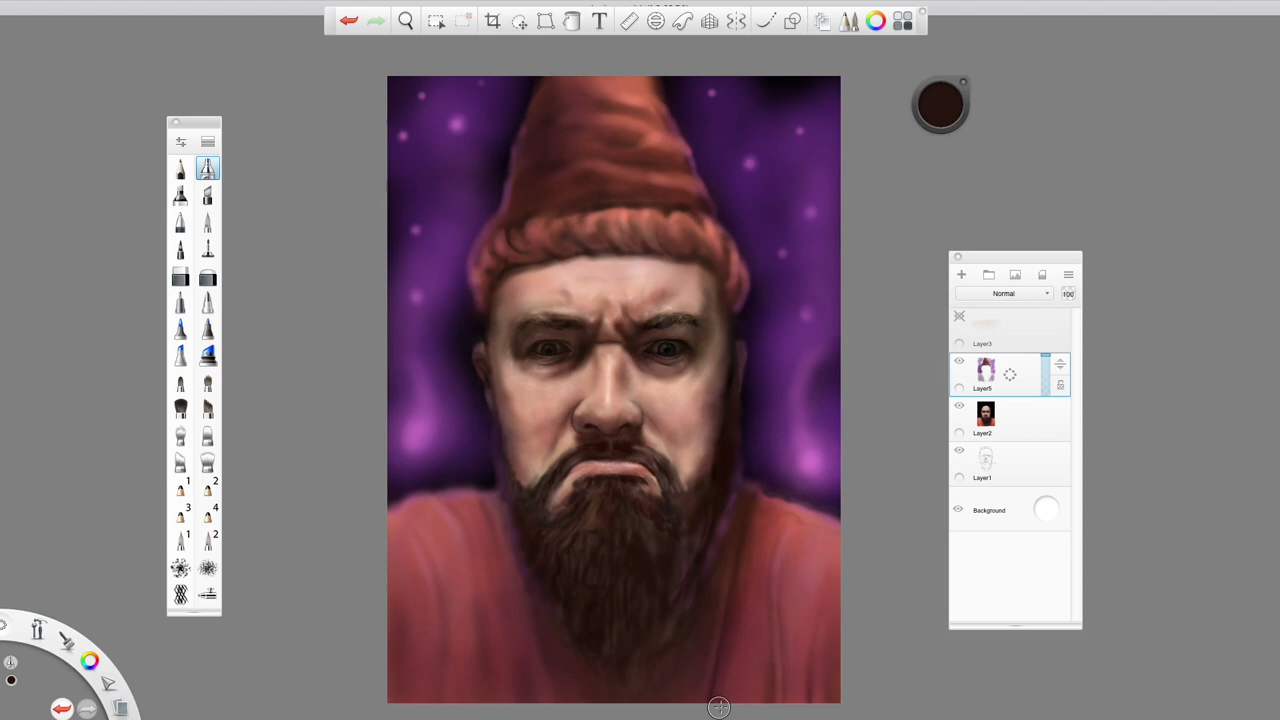 T
Normal
100
Layer3
Layer5
Layer2
Layer1
Background
1 2
3 4
1 2